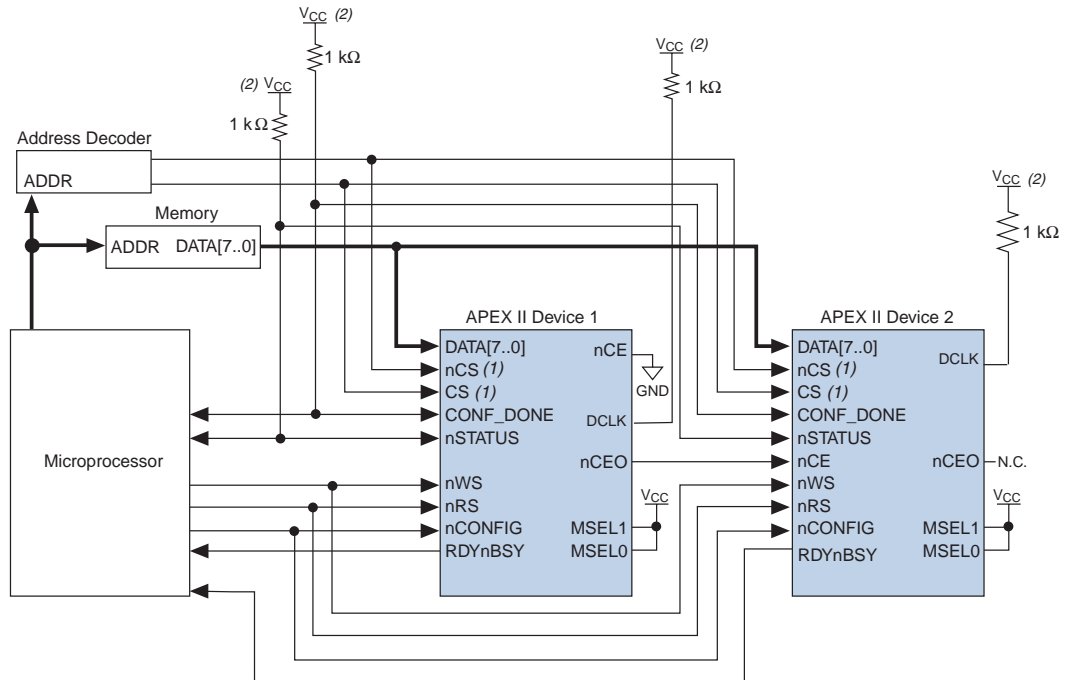 VCC (2)
1 kΩ
(2) VCC
1 kΩ
VCC (2)
1 kΩ
VCC (2)
1 kΩ
Address Decoder
ADDR
Memory
ADDR DATA[7..0]
Microprocessor
APEX II Device 1
DATA[7..0]
nCS (1)
CS (1)
CONF_DONE
nSTATUS
nWS
nRS
nCONFIG
RDYnBSY
nCE
GND
DCLK
nCEO
VCC
MSEL1
MSEL0
APEX II Device 2
DATA[7..0]
nCS (1)
CS (1)
CONF_DONE
nSTATUS
nCE
nWS
nRS
nCONFIG
RDYnBSY
DCLK
nCEO
N.C.
VCC
MSEL1
MSEL0